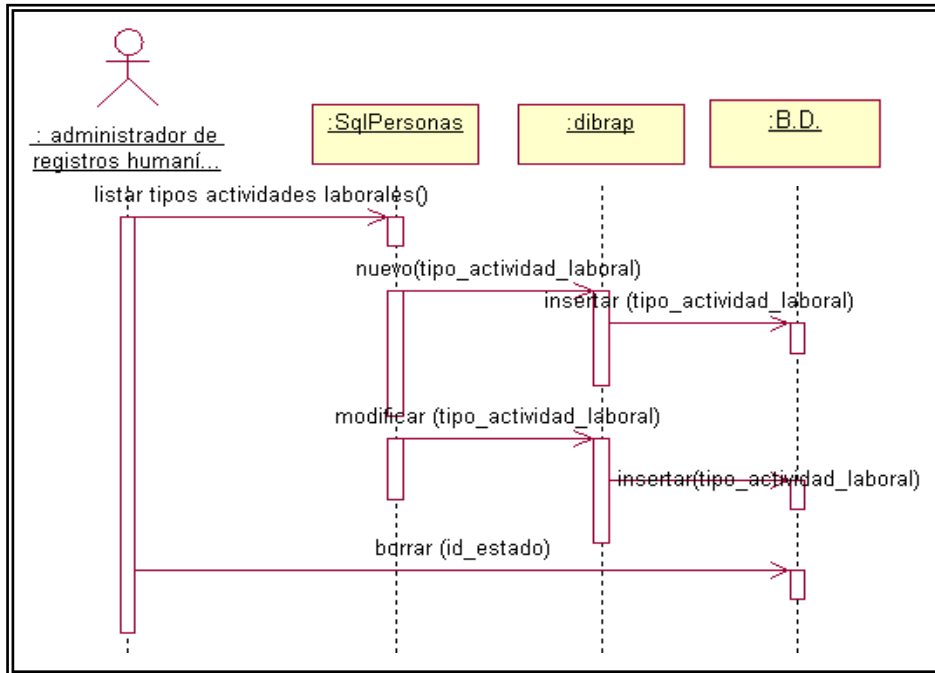 : administrador de
registros humaní...
:SqlPersonas
:dibrap
:B.D.
listar tipos actividades laborales()
nuevo(tipo_actividad_laboral)
insertar (tipo_actividad_laboral)
modificar (tipo_actividad_laboral)
insertar(tipo_actividad_laboral)
borrar (id_estado)